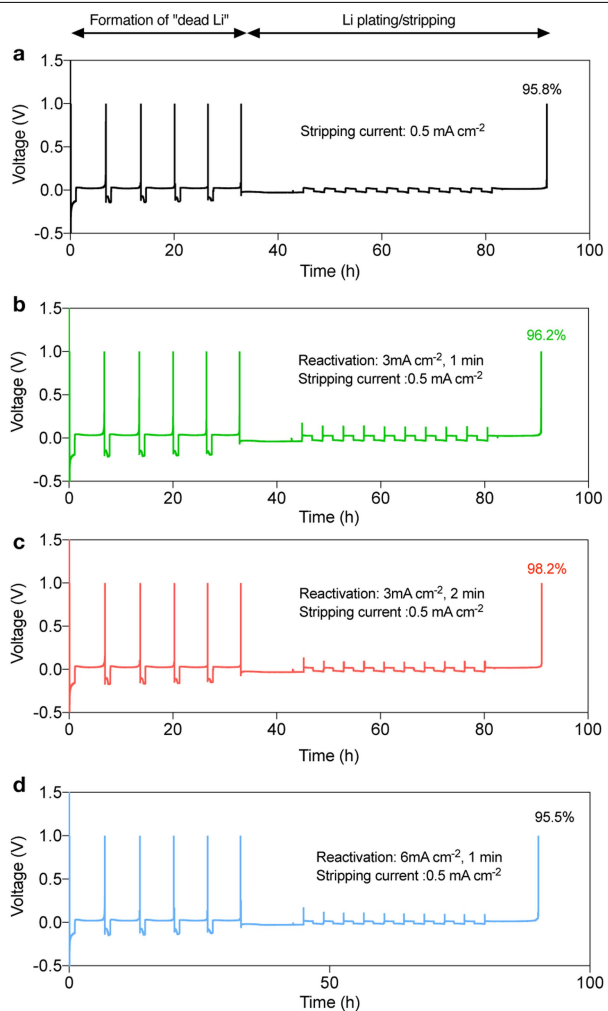 Formation of "dead Li" Li plating/stripping
a
1.5
1.0
0.5
0.0
-0.5
Voltage (V)
95.8%
Stripping current: 0.5 mA cm-2
0 20 40 60 80 100
Time (h)
b
1.5
1.0
0.5
0.0
-0.5
Voltage (V)
96.2%
Reactivation: 3mA cm-2, 1 min
Stripping current :0.5 mA cm-2
0 20 40 60 80 100
Time (h)
c
1.5
1.0
0.5
0.0
-0.5
Voltage (V)
98.2%
Reactivation: 3mA cm-2, 2 min
Stripping current :0.5 mA cm-2
0 20 40 60 80 100
Time (h)
d
1.5
1.0
0.5
0.0
-0.5
Voltage (V)
95.5%
Reactivation: 6mA cm-2, 1 min
Stripping current :0.5 mA cm-2
0 50 100
Time (h)